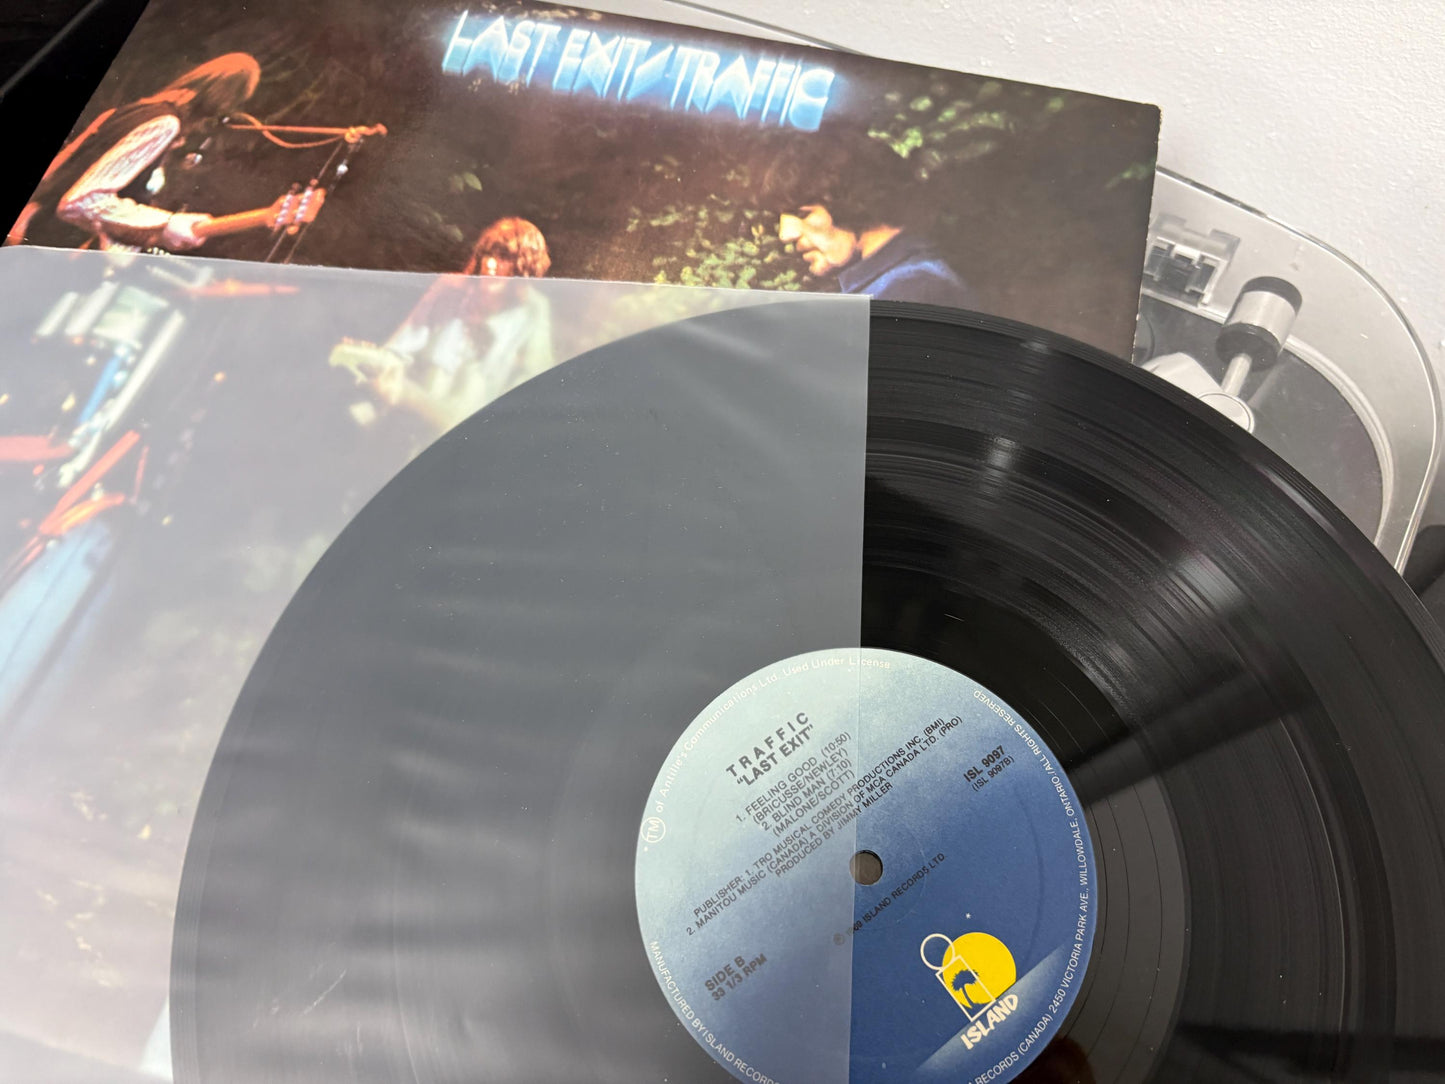 LAST EXIT/TRAFFIC
TM of Antilles Communications Ltd. Used Under License
TRAFFIC
"LAST EXIT"
1. FEELING GOOD (10:50)
(BRICUSSE/NEWLEY)
2. BLIND MAN (7:10)
(MALONE/SCOTT)
PUBLISHER: 1. TRO MUSICAL COMEDY PRODUCTIONS INC. (BMI)
2. MANITOU MUSIC (CANADA) A DIVISION OF MCA CANADA LTD. (PRO)
PRODUCED BY JIMMY MILLER
ISL 9097
(ISL 9097B)
SIDE B
33 1/3 RPM
℗ 1969 ISLAND RECORDS LTD
ISLAND
MANUFACTURED BY ISLAND RECORDS (CANADA) 2450 VICTORIA PARK AVE., WILLOWDALE, ONTARIO/ALL RIGHTS RESERVED